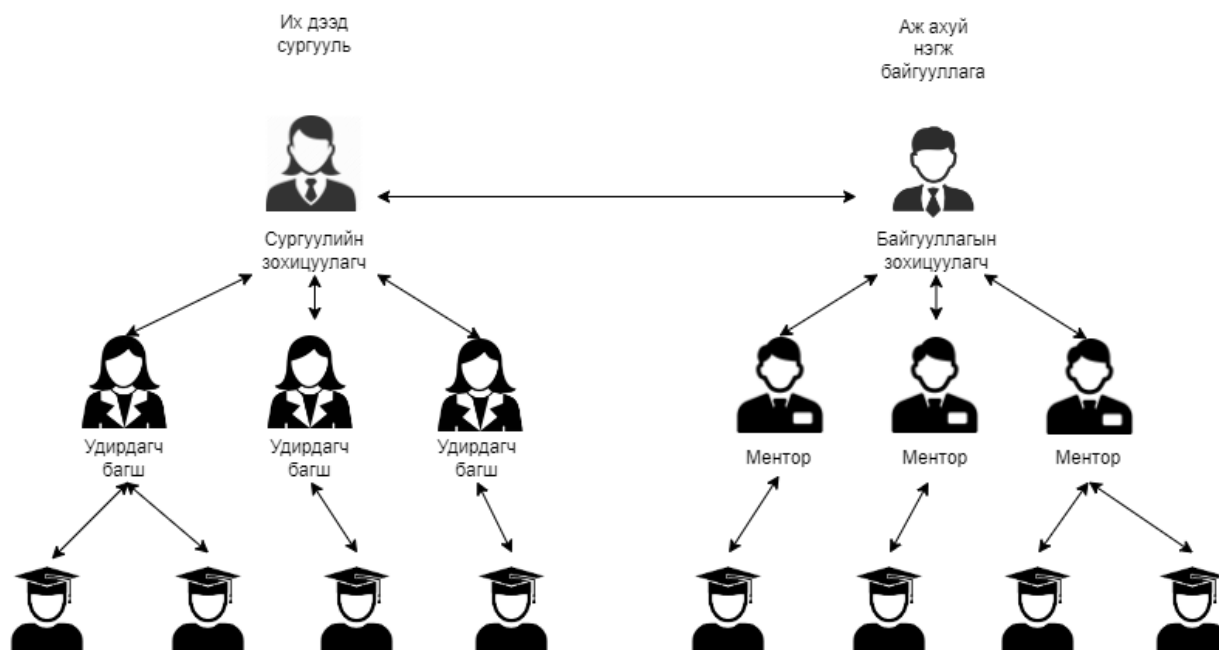 Их дээд
сургууль
Аж ахуй
нэгж
байгууллага
Сургуулийн
зохицуулагч
Байгууллагын
зохицуулагч
Удирдагч
багш
Удирдагч
багш
Удирдагч
багш
Ментор
Ментор
Ментор